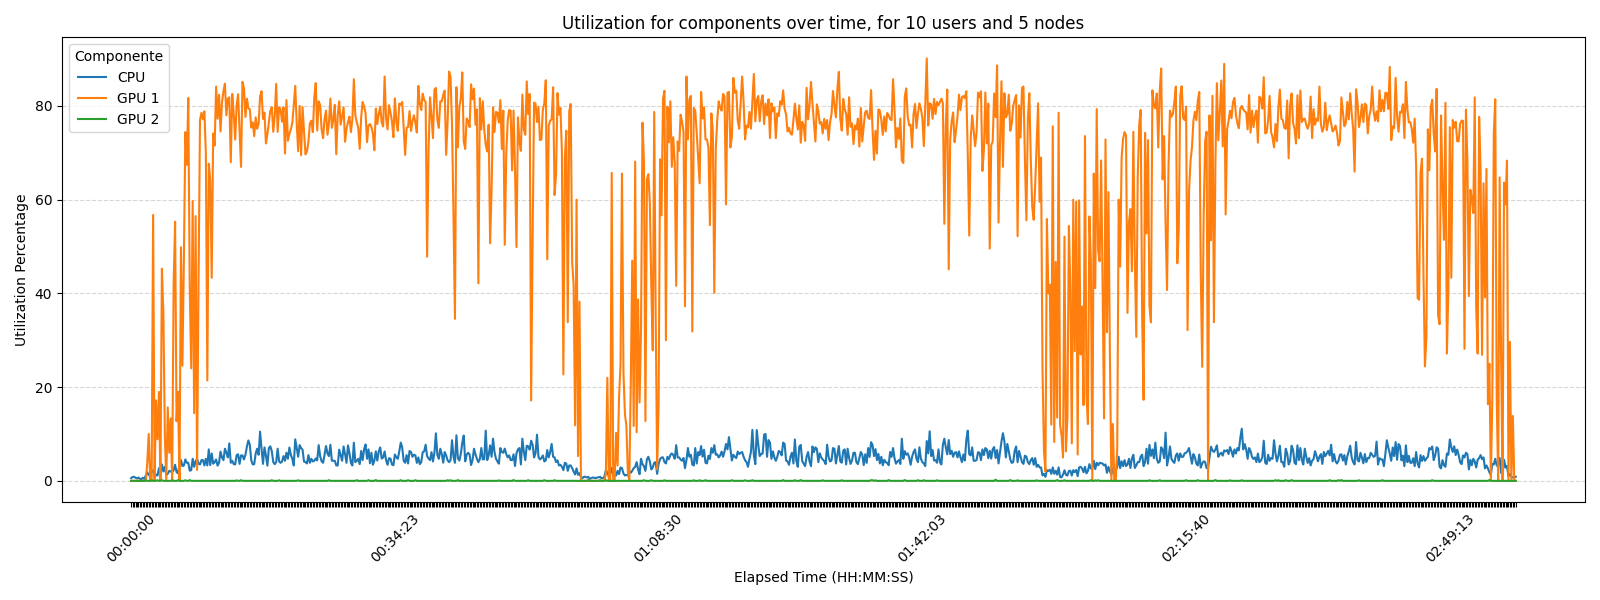 Utilization for components over time, for 10 users and 5 nodes
Componente
CPU
GPU 1
GPU 2
Utilization Percentage
80
60
40
20
0
00:00:00
00:34:23
01:08:30
01:42:03
02:15:40
02:49:13
Elapsed Time (HH:MM:SS)